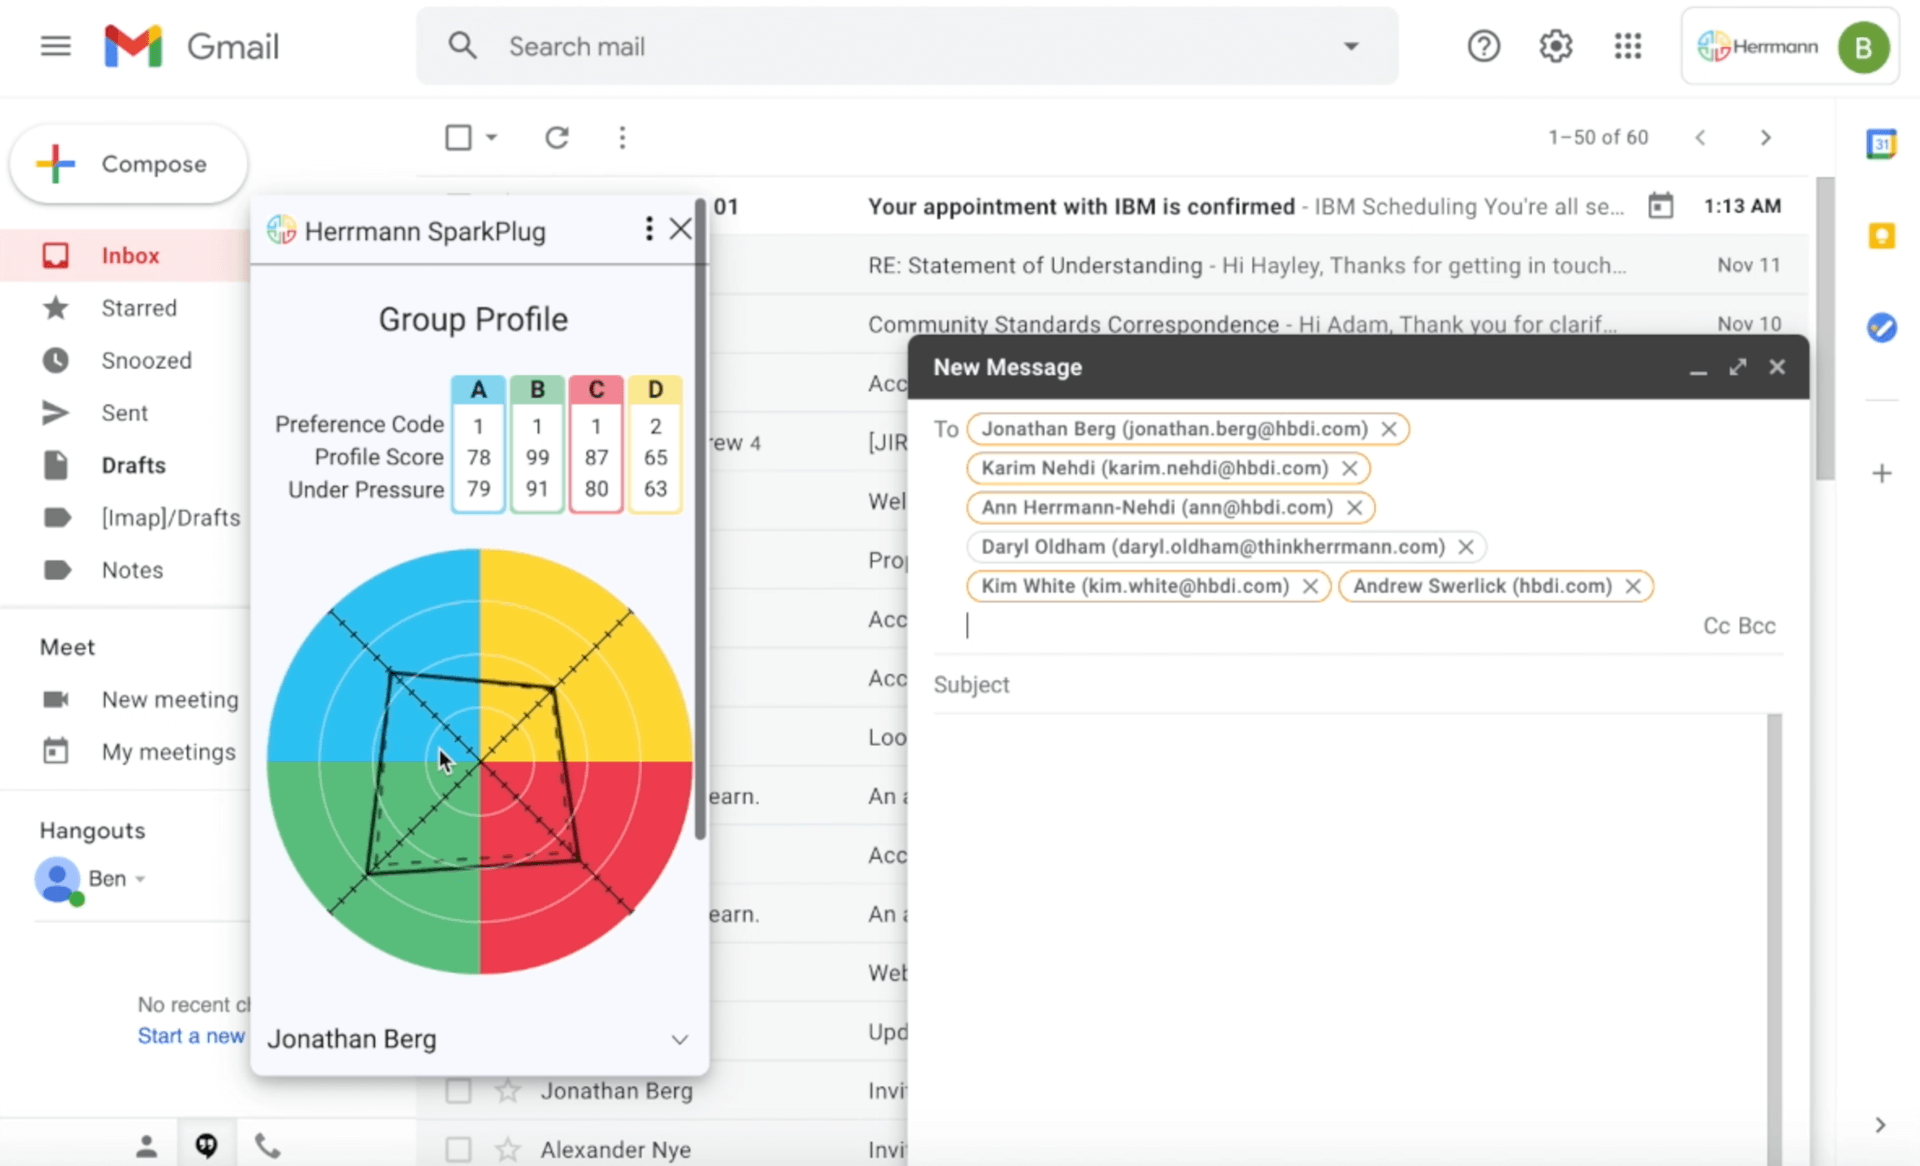 Gmail
Search mail
Herrmann
B
Compose
1–50 of 60
31
Inbox
Starred
Snoozed
Sent
Drafts
[Imap]/Drafts
Notes
Meet
New meeting
My meetings
Hangouts
Ben
No recent
Start a new
Herrmann SparkPlug
Group Profile
A B C D
Preference Code 1 1 1 2
Profile Score 78 99 87 65
Under Pressure 79 91 80 63
Jonathan Berg
01
Your appointment with IBM is confirmed - IBM Scheduling You're all se... 1:13 AM
RE: Statement of Understanding - Hi Hayley, Thanks for getting in touch... Nov 11
Community Standards Correspondence - Hi Adam, Thank you for clarif... Nov 10
Acc
4
[JIR
Wel
Acc
Acc
Loo
earn.
An
Acc
earn.
An
Upd
Jonathan Berg
Invi
Alexander Nye
Invi
New Message
To Jonathan Berg (jonathan.berg@hbdi.com)
Karim Nehdi (karim.nehdi@hbdi.com)
Ann Herrmann-Nehdi (ann@hbdi.com)
Daryl Oldham (daryl.oldham@thinkherrmann.com)
Kim White (kim.white@hbdi.com) Andrew Swerlick (hbdi.com)
Cc Bcc
Subject